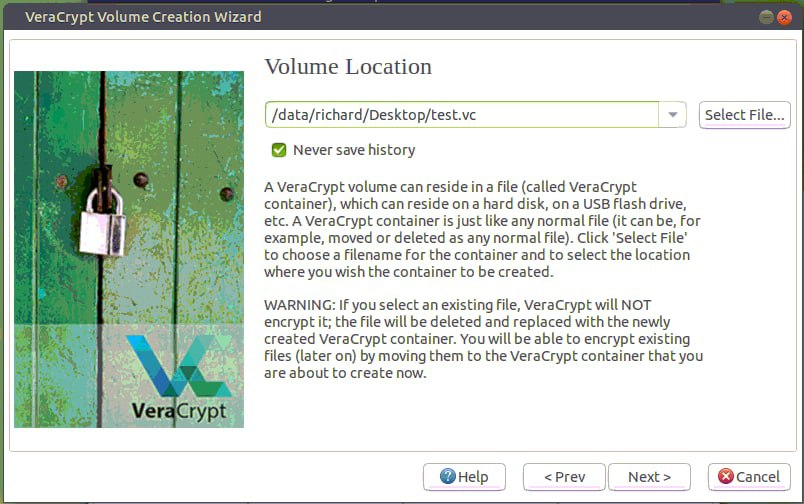 VeraCrypt Volume Creation Wizard
Volume Location
/data/richard/Desktop/test.vc
Select File...
Never save history
A VeraCrypt volume can reside in a file (called VeraCrypt
container), which can reside on a hard disk, on a USB flash drive,
etc. A VeraCrypt container is just like any normal file (it can be, for
example, moved or deleted as any normal file). Click 'Select File'
to choose a filename for the container and to select the location
where you wish the container to be created.
WARNING: If you select an existing file, VeraCrypt will NOT
encrypt it; the file will be deleted and replaced with the newly
created VeraCrypt container. You will be able to encrypt existing
files (later on) by moving them to the VeraCrypt container that you
are about to create now.
VeraCrypt
Help
< Prev
Next >
Cancel